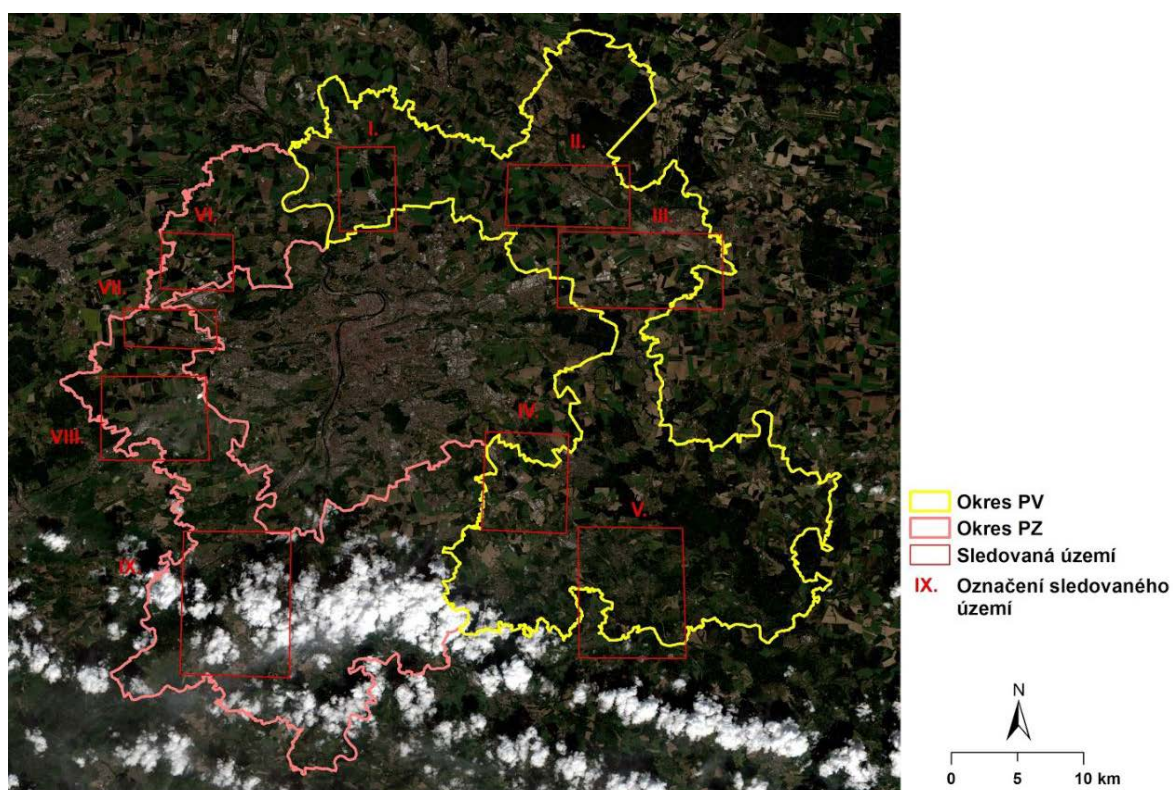 I.
II.
III.
VI.
VII.
IV.
VIII.
V.
IX.
Okres PV
Okres PZ
Sledovaná území
IX. Označení sledovaného
území
N
0 5 10 km